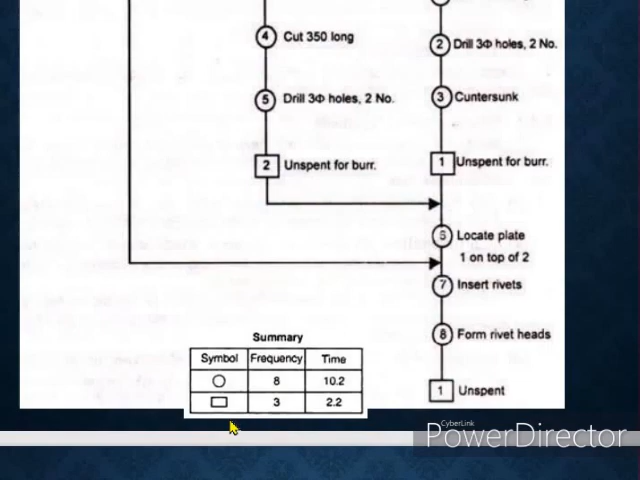 4 Cut 350 long
2 Drill 3Φ holes, 2 No.
5 Drill 3Φ holes, 2 No.
3 Cuntersunk
2 Unspent for burr.
1 Unspent for burr.
6 Locate plate
1 on top of 2
7 Insert rivets
8 Form rivet heads
1 Unspent
Summary
Symbol Frequency Time
8 10.2
3 2.2
CyberLink
PowerDirector